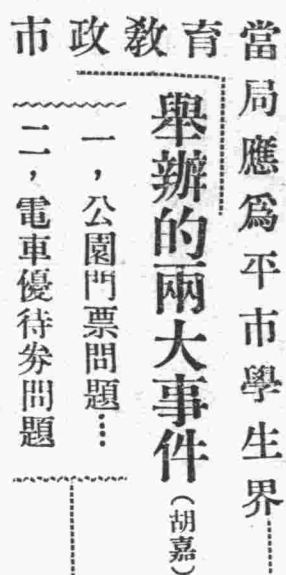 市政教育
當局應爲平市學生界
舉辦的兩大事件(胡嘉)
一,公園門票問題……
二,電車優待券問題